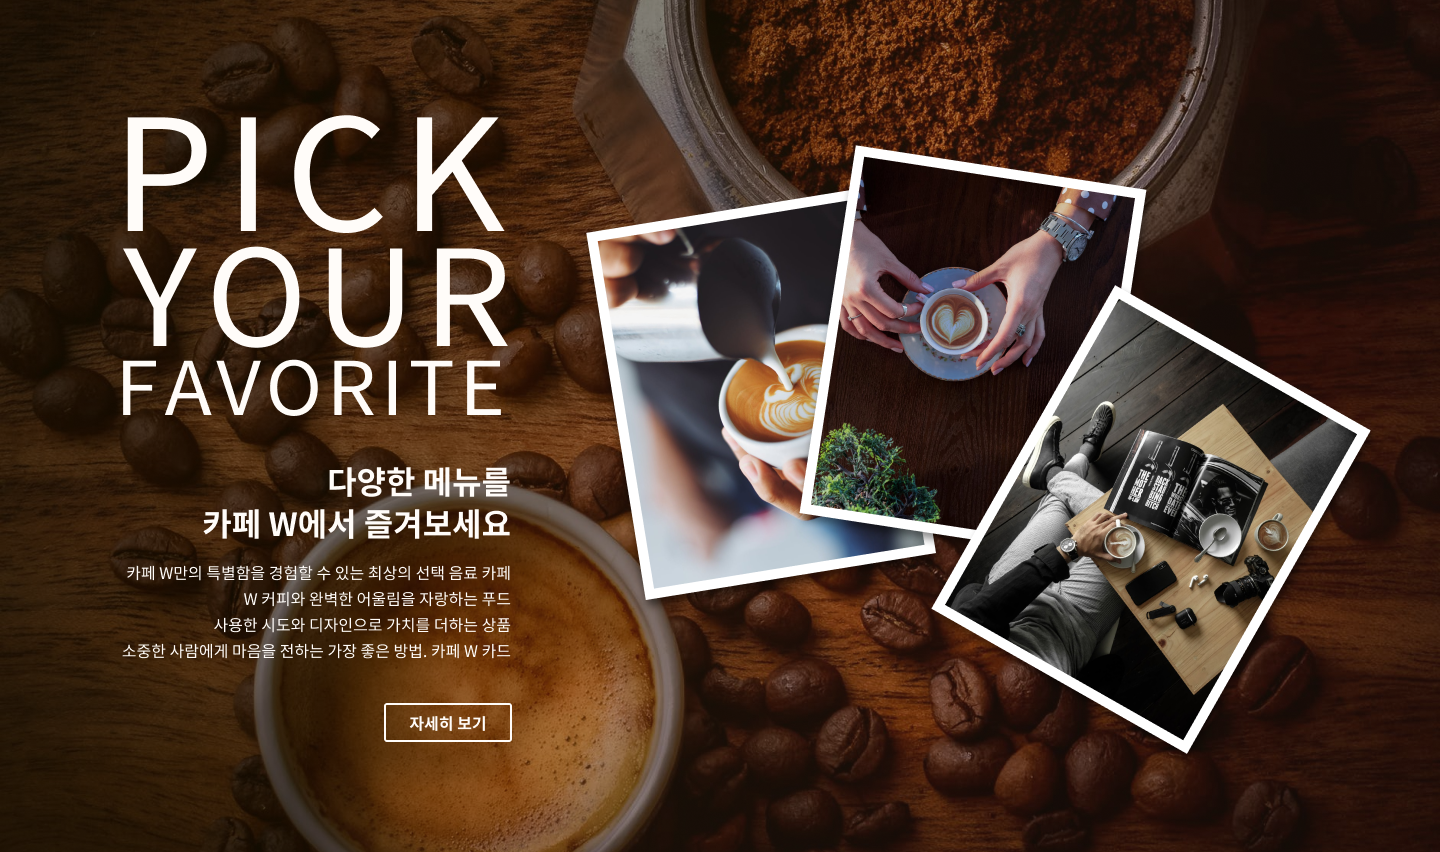 PICK
YOUR
FAVORITE
다양한 메뉴를
카페 W에서 즐겨보세요
카페 W만의 특별함을 경험할 수 있는 최상의 선택 음료 카페
W 커피와 완벽한 어울림을 자랑하는 푸드
사용한 시도와 디자인으로 가치를 더하는 상품
소중한 사람에게 마음을 전하는 가장 좋은 방법. 카페 W 카드
자세히 보기